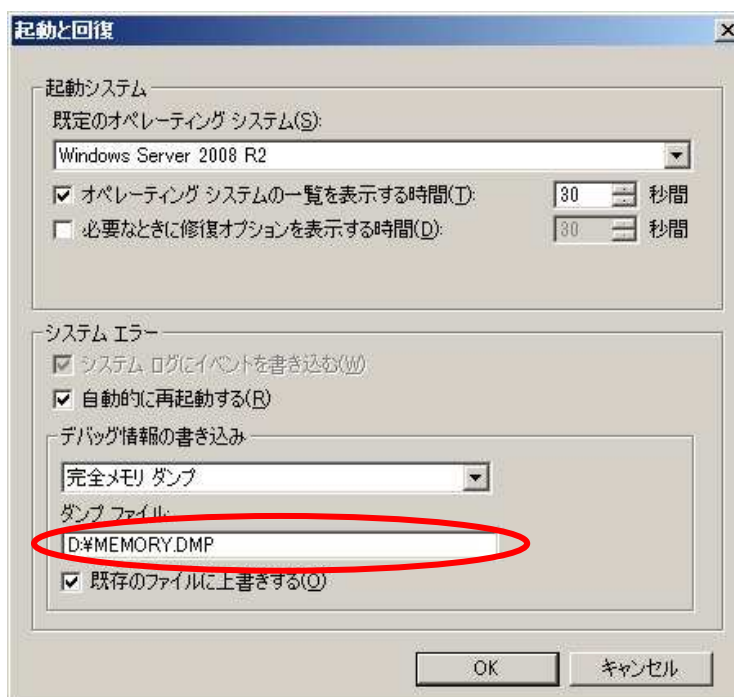 起動と回復
起動システム
既定のオペレーティング システム(S):
Windows Server 2008 R2
オペレーティング システムの一覧を表示する時間(T): 30 秒間
必要なときに修復オプションを表示する時間(D): 30 秒間
システム エラー
システム ログにイベントを書き込む(W)
自動的に再起動する(R)
デバッグ情報の書き込み
完全メモリ ダンプ
ダンプ ファイル:
D:¥MEMORY.DMP
既存のファイルに上書きする(O)
OK キャンセル